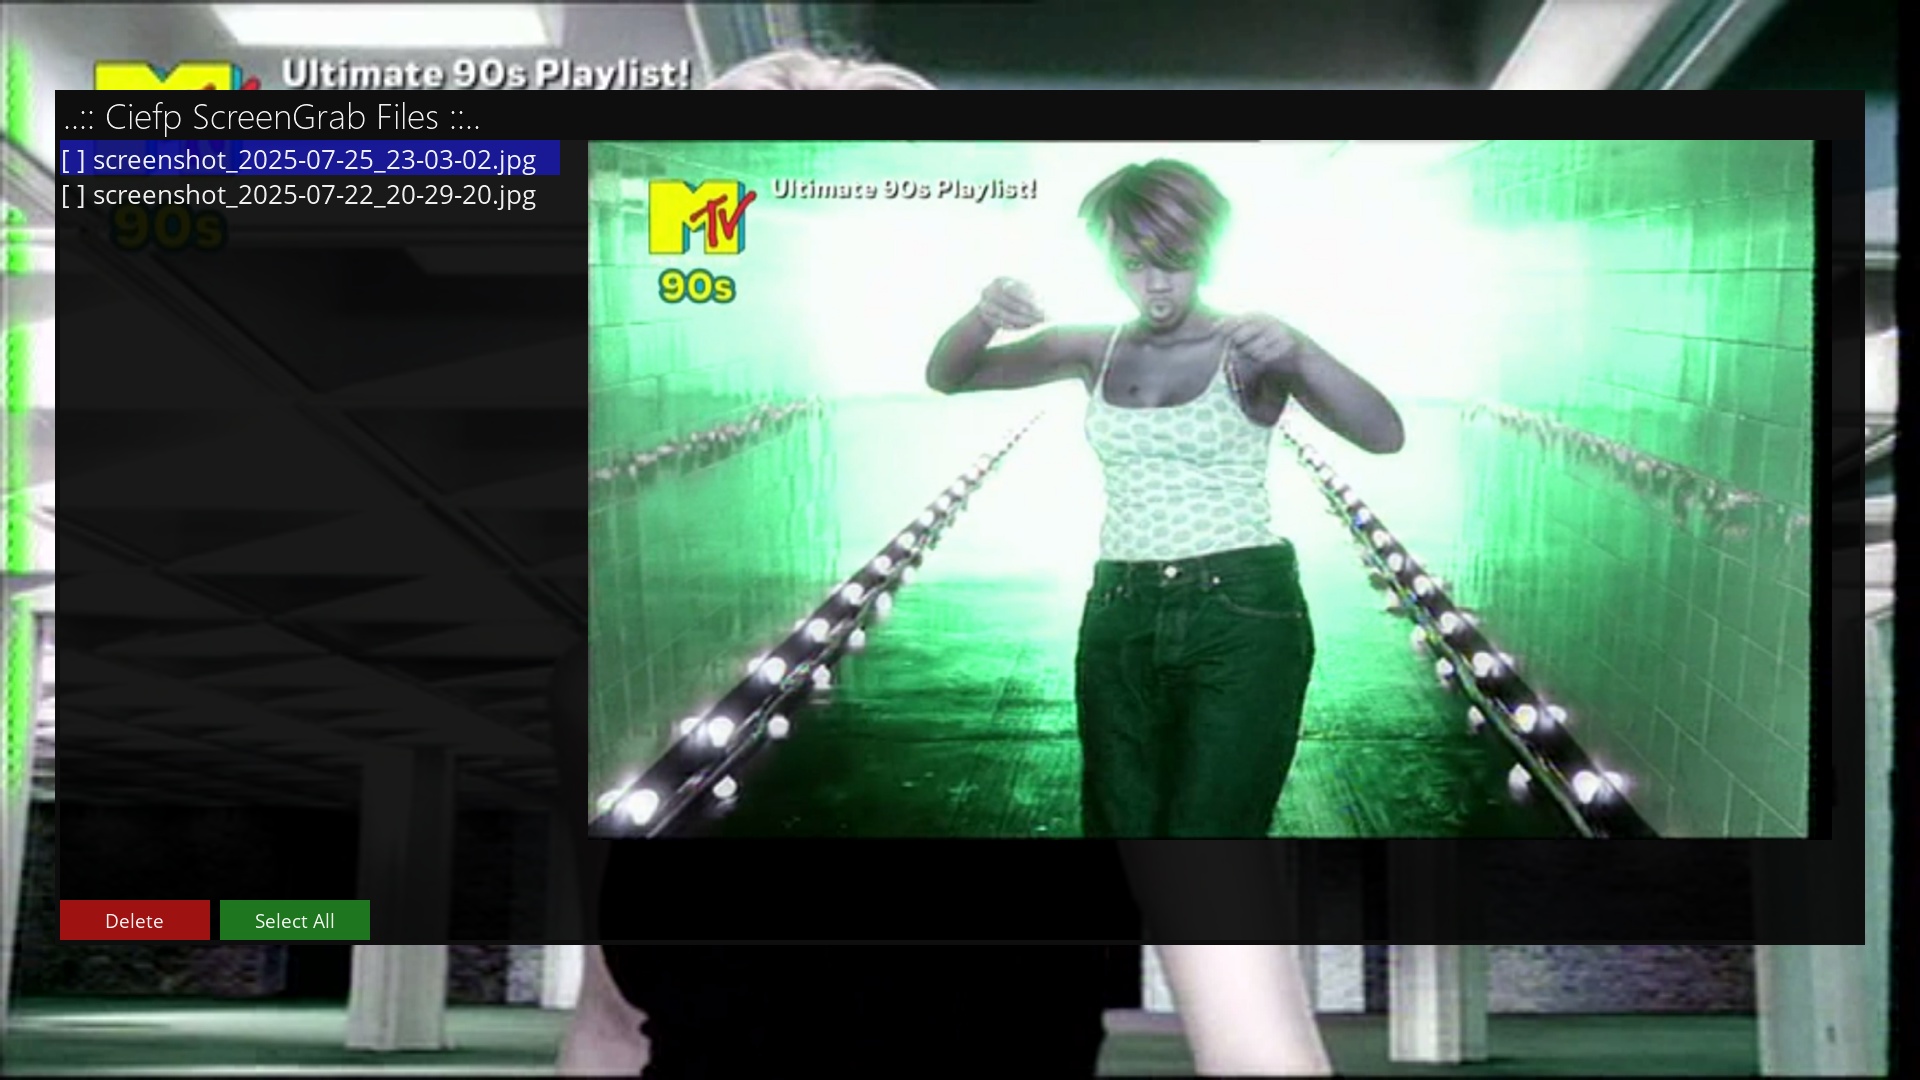 Ultimate 90s Playlist!
..:: Ciefp ScreenGrab Files ::..
[ ] screenshot_2025-07-25_23-03-02.jpg
[ ] screenshot_2025-07-22_20-29-20.jpg
90s
MTV
Ultimate 90s Playlist!
90s
Delete
Select All